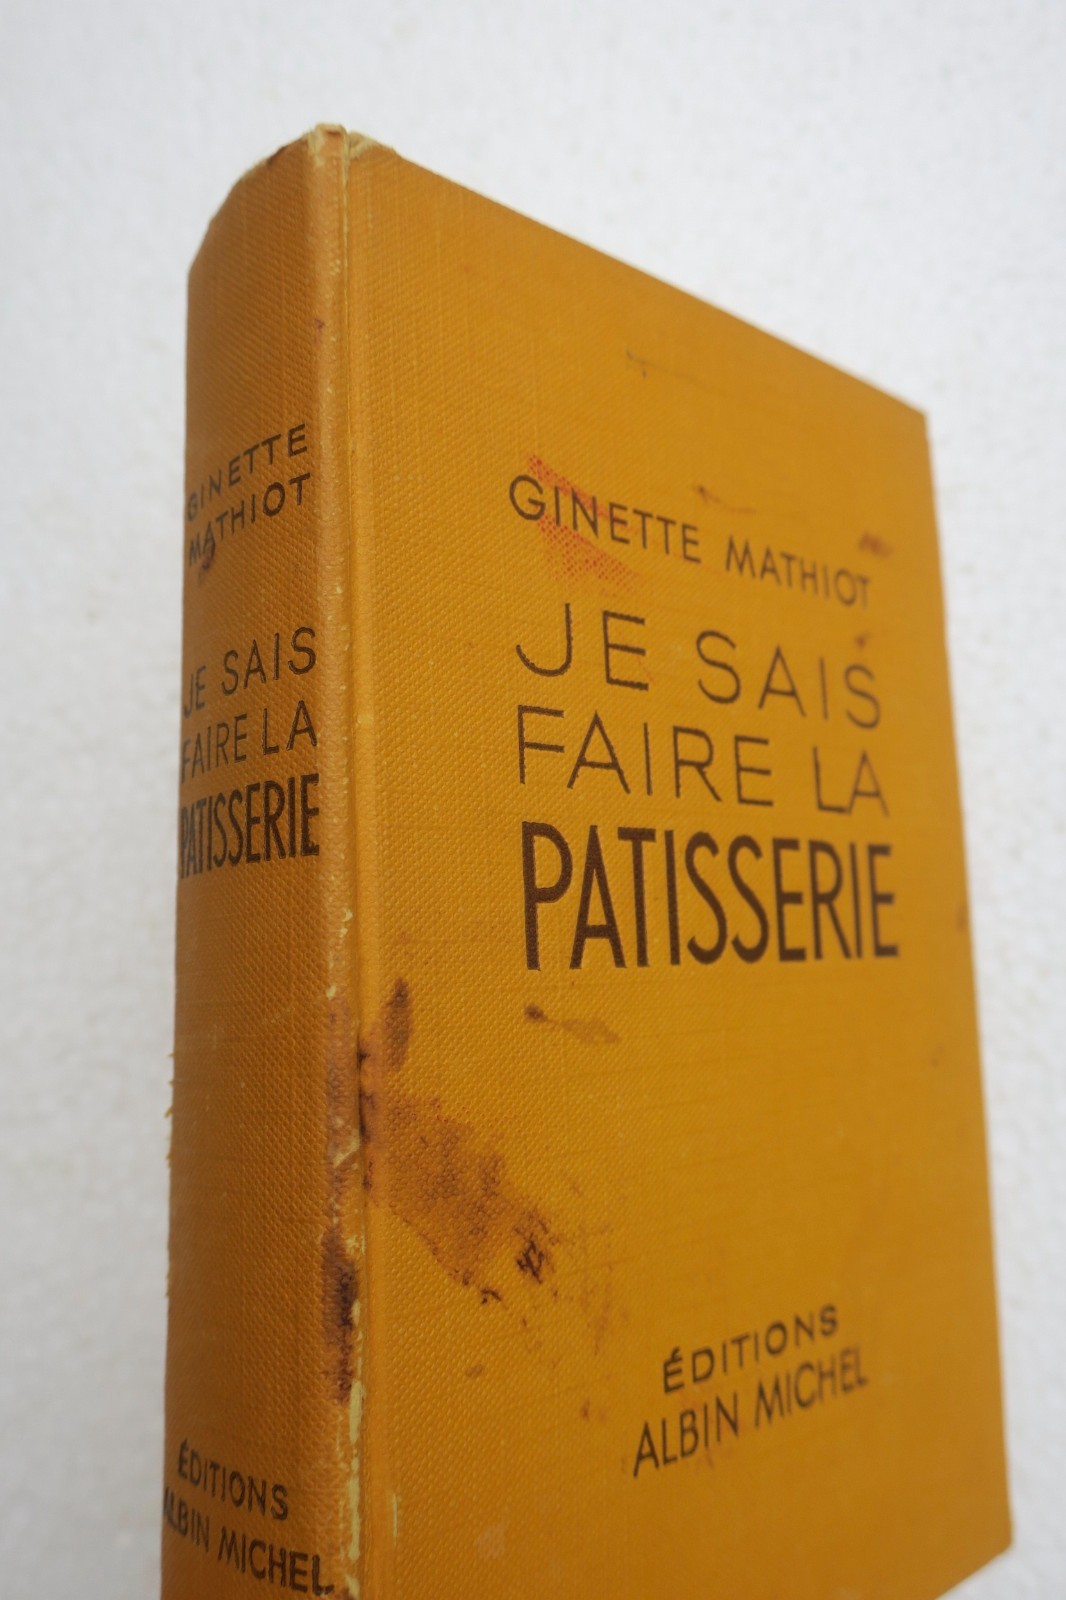 GINETTE
MATHIOT
JE SAIS
FAIRE LA
PATISSERIE
ÉDITIONS
ALBIN MICHEL
GINETTE MATHIOT
JE SAIS
FAIRE LA
PATISSERIE
ÉDITIONS
ALBIN MICHEL